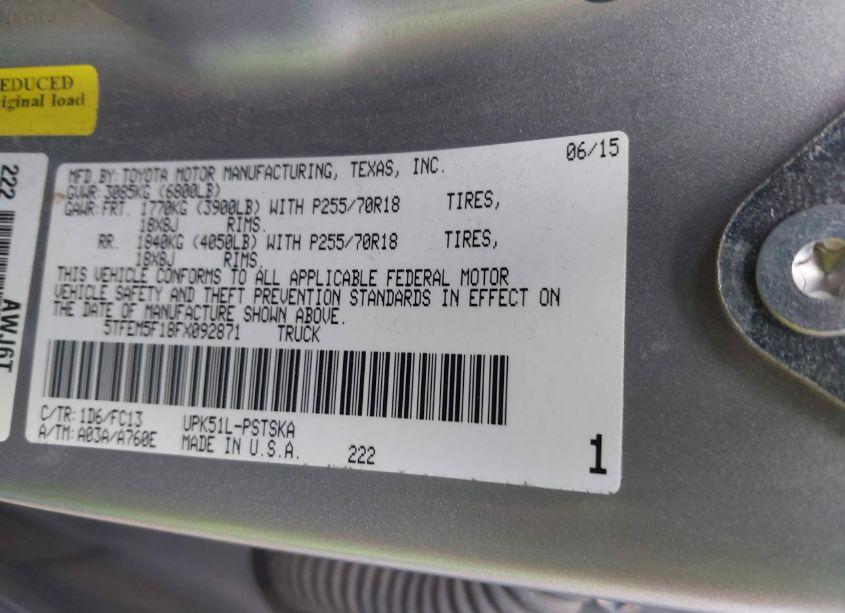 EDUCED
riginal load
222
AWJ6T
06/15
MFD. BY: TOYOTA MOTOR MANUFACTURING, TEXAS, INC.
GVWR: 3085KG (6800LB)
GAWR: FRT. 1770KG (3900LB) WITH P255/70R18 TIRES,
18X8J RIMS.
RR. 1840KG (4050LB) WITH P255/70R18 TIRES,
18X8J RIMS.
THIS VEHICLE CONFORMS TO ALL APPLICABLE FEDERAL MOTOR
VEHICLE SAFETY AND THEFT PREVENTION STANDARDS IN EFFECT ON
THE DATE OF MANUFACTURE SHOWN ABOVE.
5TFEM5F18FX092871 TRUCK
C/TR: 1D6/FC13 UPK51L-PSTSKA
A/TM: A03A/A760E MADE IN U.S.A. 222
1